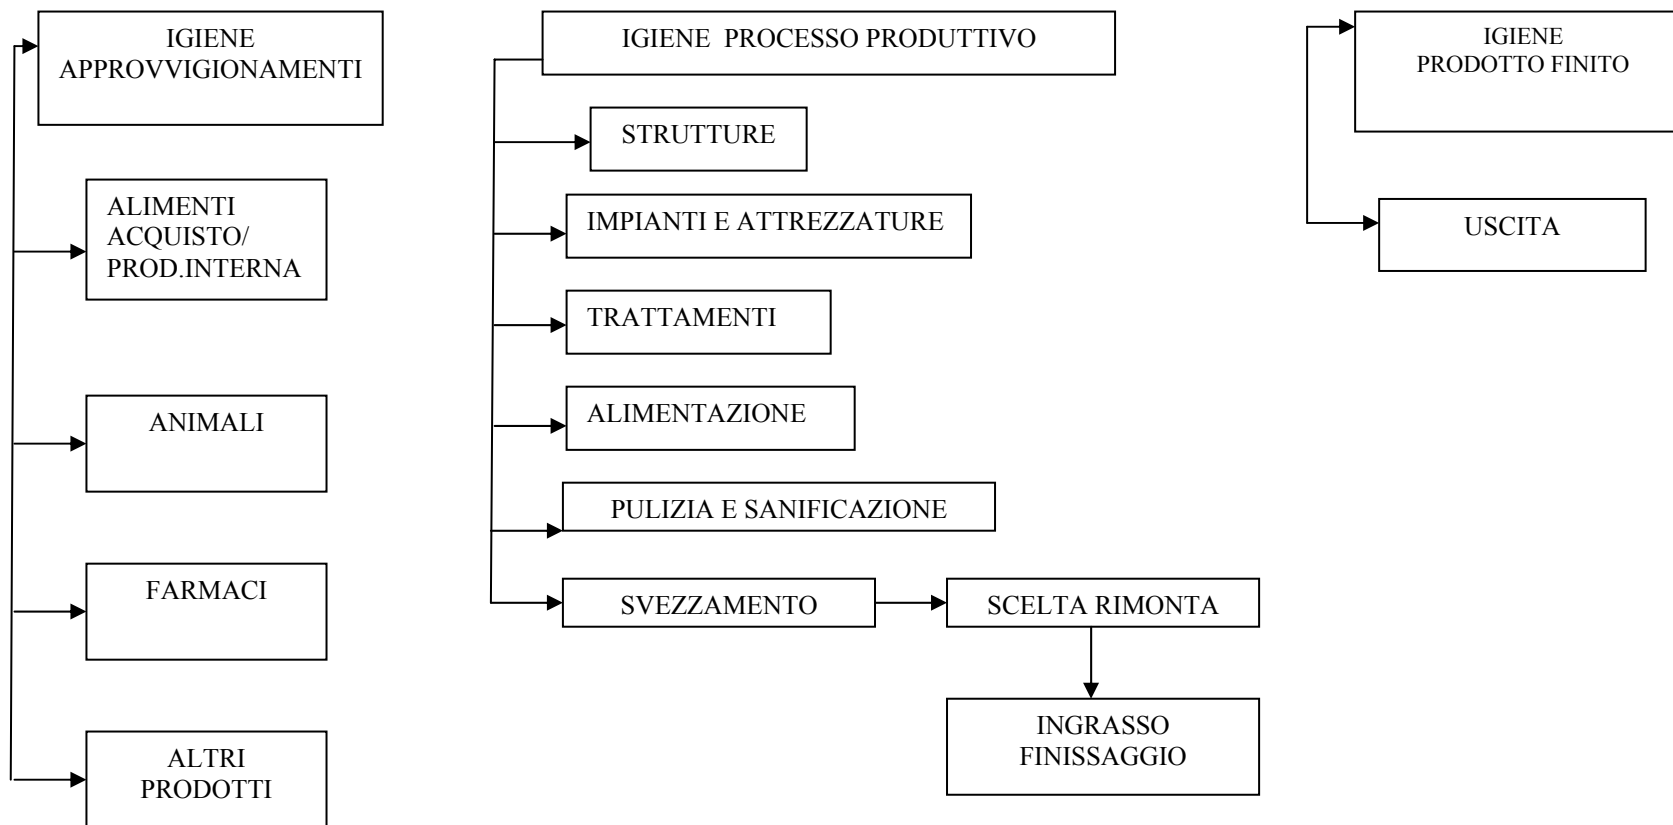 IGIENE
APPROVVIGIONAMENTI
ALIMENTI
ACQUISTO/
PROD.INTERNA
ANIMALI
FARMACI
ALTRI
PRODOTTI
IGIENE PROCESSO PRODUTTIVO
STRUTTURE
IMPIANTI E ATTREZZATURE
TRATTAMENTI
ALIMENTAZIONE
PULIZIA E SANIFICAZIONE
SVEZZAMENTO
SCELTA RIMONTA
INGRASSO
FINISSAGGIO
IGIENE
PRODOTTO FINITO
USCITA